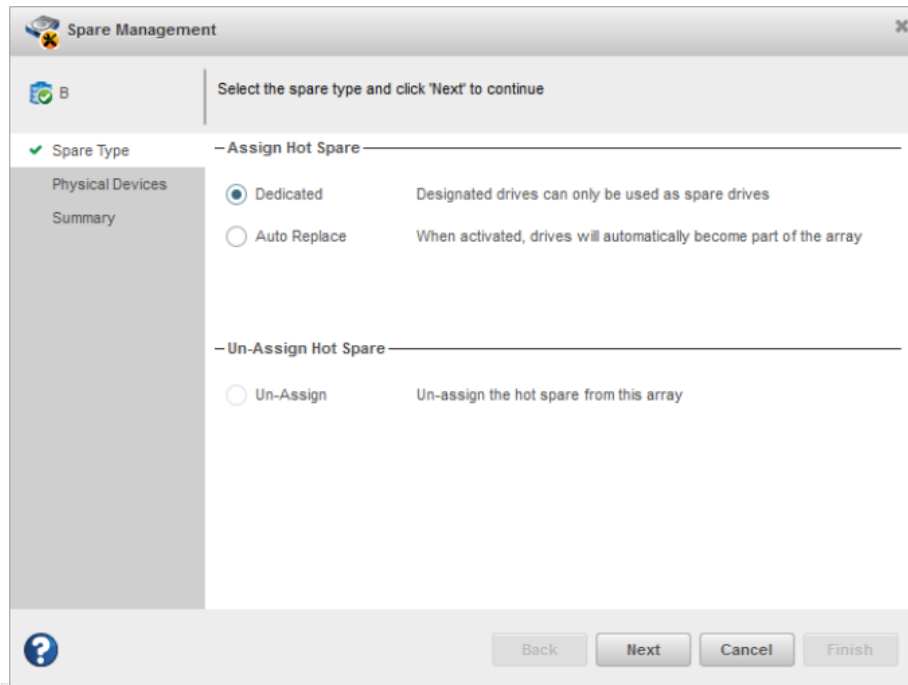 Spare Management
B
Select the spare type and click 'Next' to continue
Spare Type
Physical Devices
Summary
Assign Hot Spare
Dedicated Designated drives can only be used as spare drives
Auto Replace When activated, drives will automatically become part of the array
Un-Assign Hot Spare
Un-Assign Un-assign the hot spare from this array
? Back Next Cancel Finish